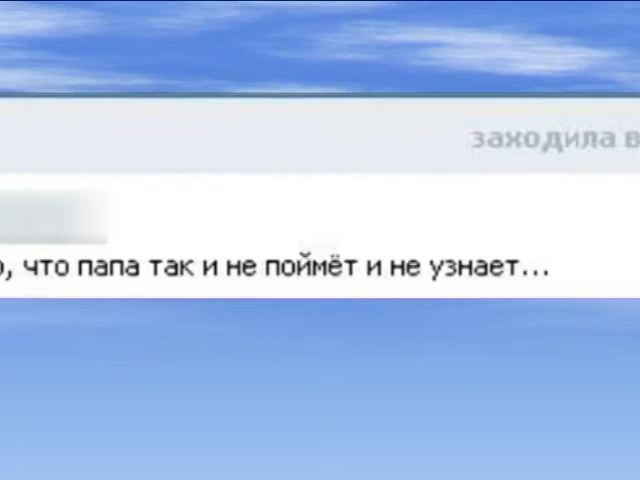 заходила в
, что папа так и не поймёт и не узнает...